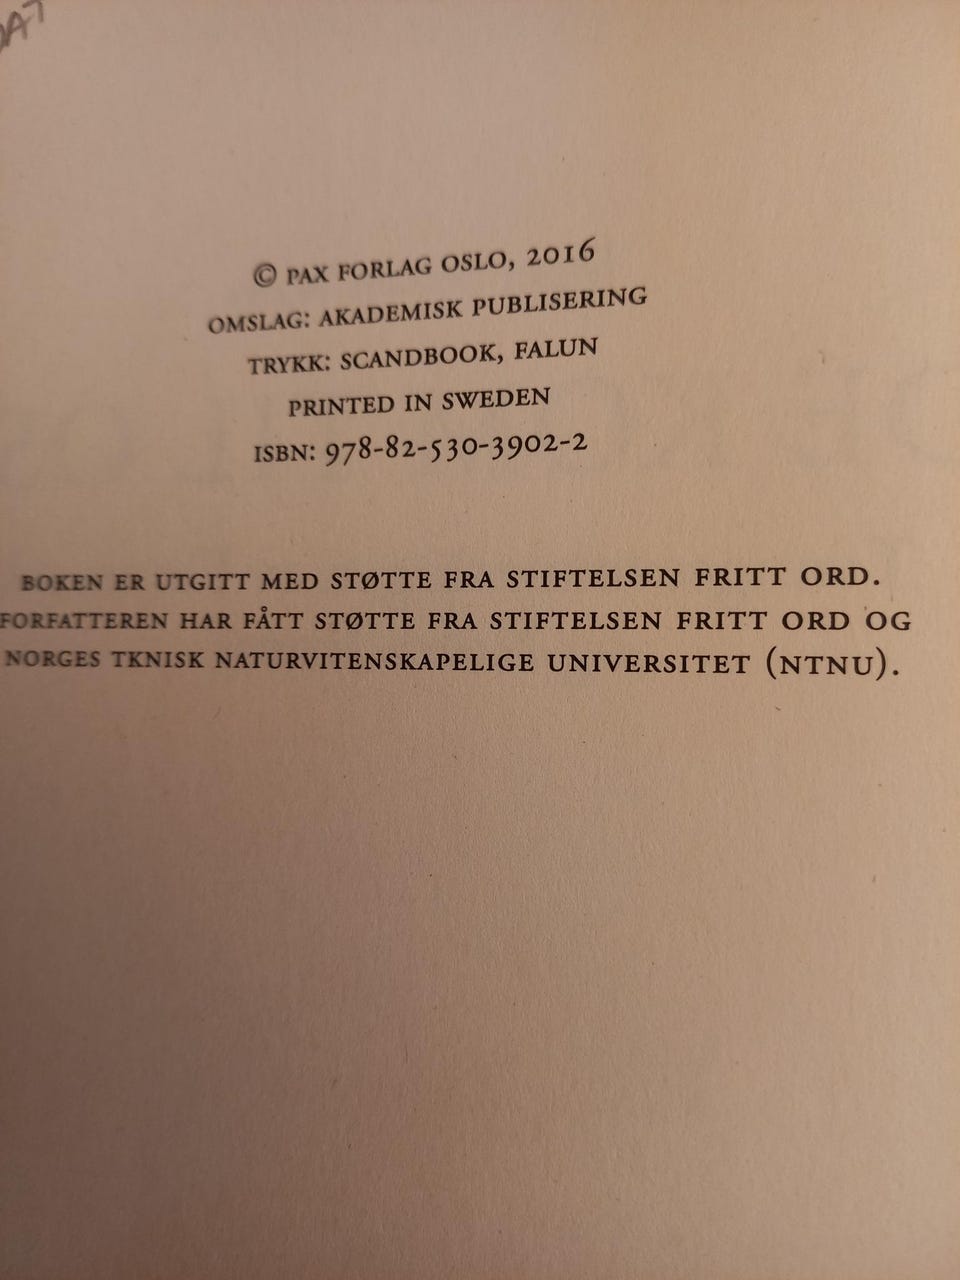 © PAX FORLAG OSLO, 2016
OMSLAG: AKADEMISK PUBLISERING
TRYKK: SCANDBOOK, FALUN
PRINTED IN SWEDEN
ISBN: 978-82-530-3902-2
BOKEN ER UTGITT MED STØTTE FRA STIFTELSEN FRITT ORD.
FORFATTEREN HAR FÅTT STØTTE FRA STIFTELSEN FRITT ORD OG
NORGES TKNISK NATURVITENSKAPELIGE UNIVERSITET (NTNU).